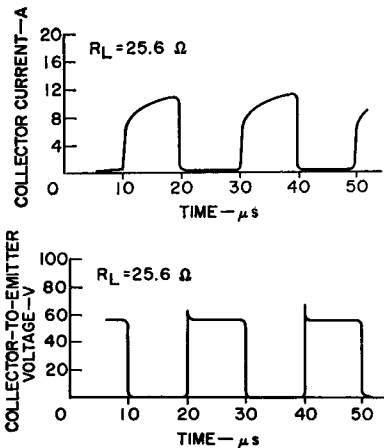 COLLECTOR CURRENT—A
20
16
12
8
4
0
R_L=25.6 Ω
10 20 30 40 50
TIME—μs
COLLECTOR-TO-EMITTER
VOLTAGE—V
100
80
60
40
20
0
R_L=25.6 Ω
10 20 30 40 50
TIME—μs